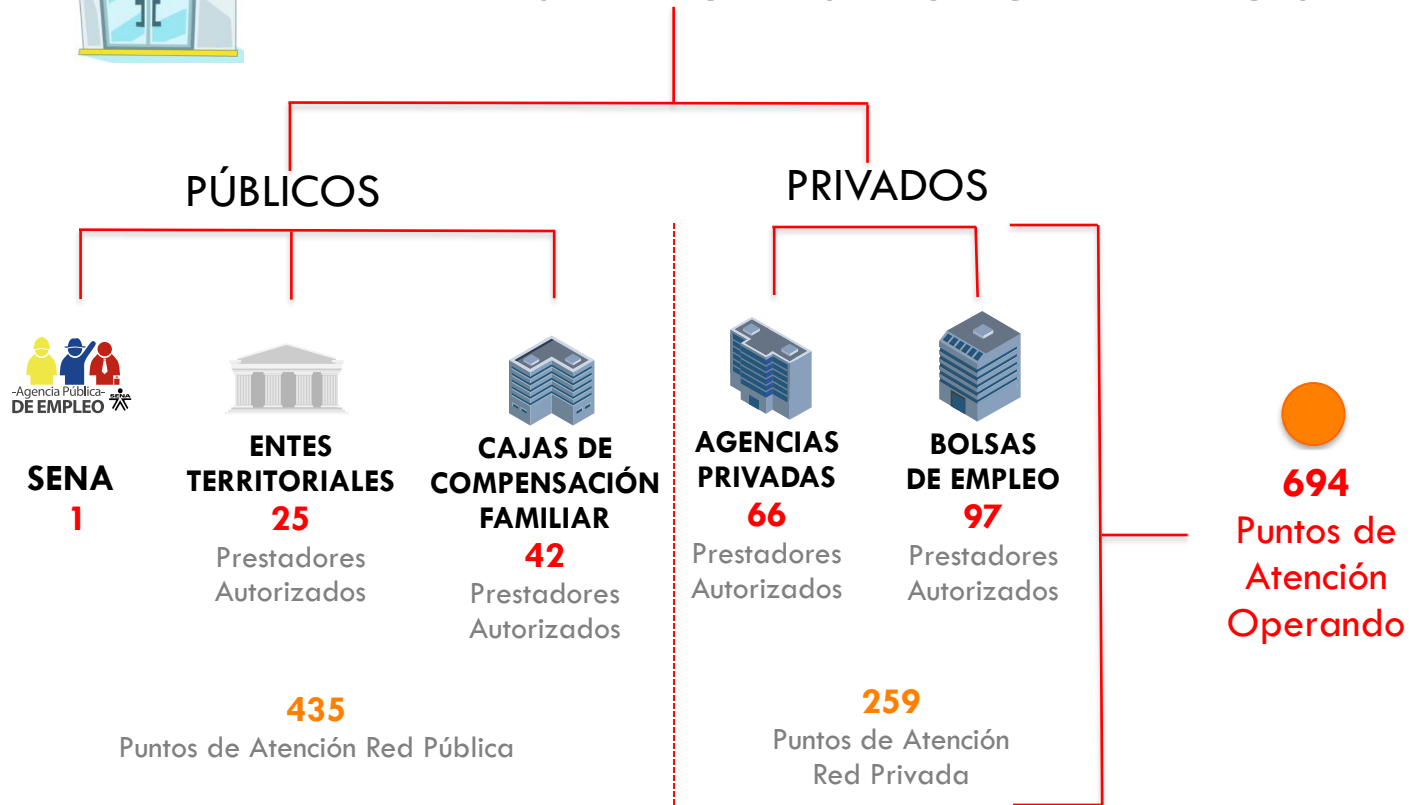 PÚBLICOS
PRIVADOS
-Agencia Pública-
DE EMPLEO
SENA
SENA
1
ENTES
TERRITORIALES
25
Prestadores
Autorizados
CAJAS DE
COMPENSACIÓN
FAMILIAR
42
Prestadores
Autorizados
AGENCIAS
PRIVADAS
66
Prestadores
Autorizados
BOLSAS
DE EMPLEO
97
Prestadores
Autorizados
694
Puntos de
Atención
Operando
435
Puntos de Atención Red Pública
259
Puntos de Atención
Red Privada